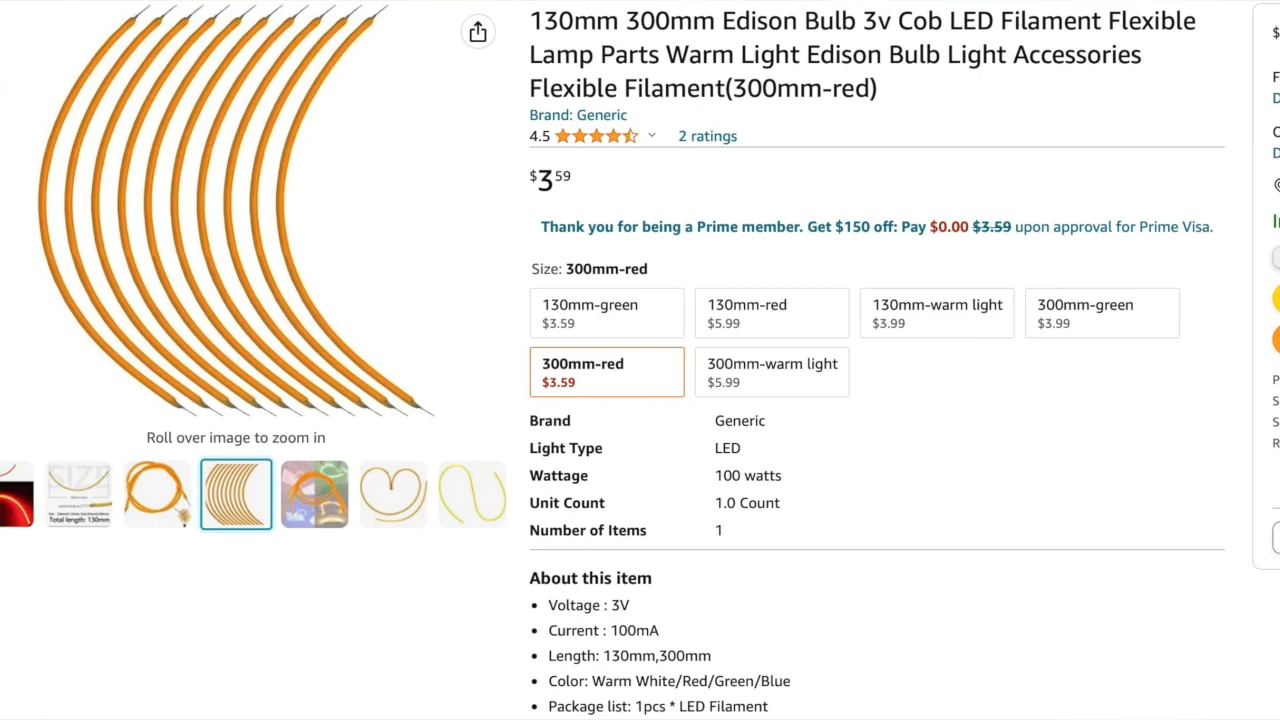 130mm 300mm Edison Bulb 3v Cob LED Filament Flexible
Lamp Parts Warm Light Edison Bulb Light Accessories
Flexible Filament(300mm-red)
Brand: Generic
4.5 2 ratings
$3.59
Thank you for being a Prime member. Get $150 off: Pay $0.00 $3.59 upon approval for Prime Visa.
Size: 300mm-red
130mm-green 130mm-red 130mm-warm light 300mm-green
$3.59 $5.99 $3.99 $3.99
300mm-red 300mm-warm light
$3.59 $5.99
Brand Generic
Light Type LED
Wattage 100 watts
Unit Count 1.0 Count
Number of Items 1
About this item
• Voltage : 3V
• Current : 100mA
• Length: 130mm,300mm
• Color: Warm White/Red/Green/Blue
• Package list: 1pcs * LED Filament
Roll over image to zoom in
SIZE
Total length: 130mm